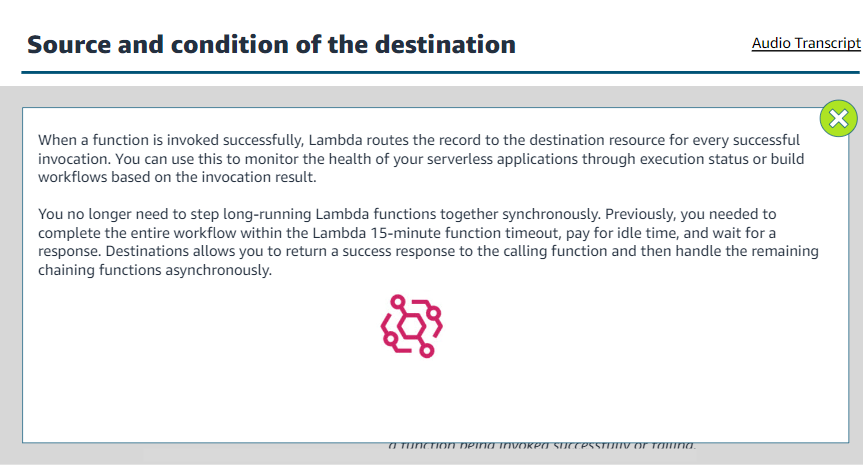 Source and condition of the destination
Audio Transcript
When a function is invoked successfully, Lambda routes the record to the destination resource for every successful
invocation. You can use this to monitor the health of your serverless applications through execution status or build
workflows based on the invocation result.
You no longer need to step long-running Lambda functions together synchronously. Previously, you needed to
complete the entire workflow within the Lambda 15-minute function timeout, pay for idle time, and wait for a
response. Destinations allows you to return a success response to the calling function and then handle the remaining
chaining functions asynchronously.
a function being invoked successfully or failing.